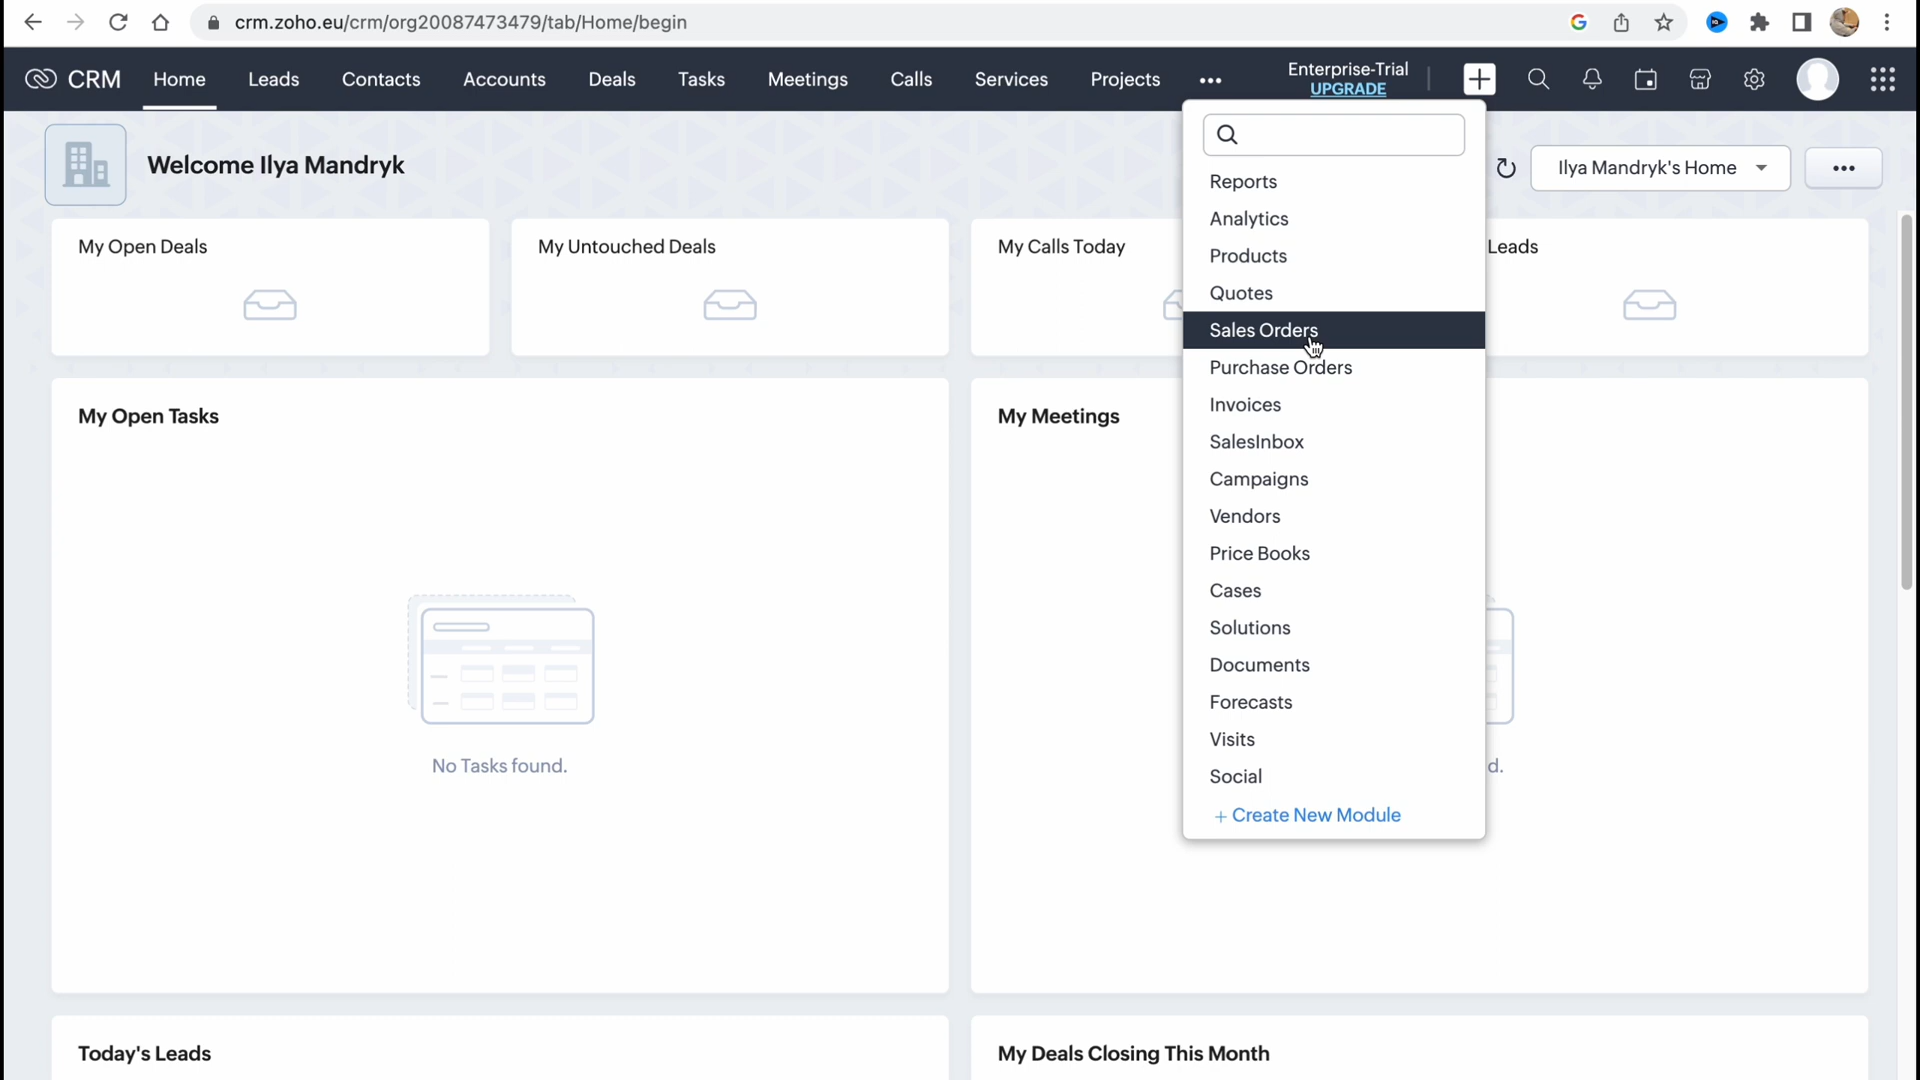 crm.zoho.eu/crm/org20087473479/tab/Home/begin
CRM Home Leads Contacts Accounts Deals Tasks Meetings Calls Services Projects ••• Enterprise-Trial
UPGRADE
Welcome Ilya Mandryk
Ilya Mandryk's Home
My Open Deals
My Untouched Deals
My Calls Today
Leads
Reports
Analytics
Products
Quotes
Sales Orders
Purchase Orders
Invoices
SalesInbox
Campaigns
Vendors
Price Books
Cases
Solutions
Documents
Forecasts
Visits
Social
+ Create New Module
My Open Tasks
No Tasks found.
My Meetings
d.
Today's Leads
My Deals Closing This Month